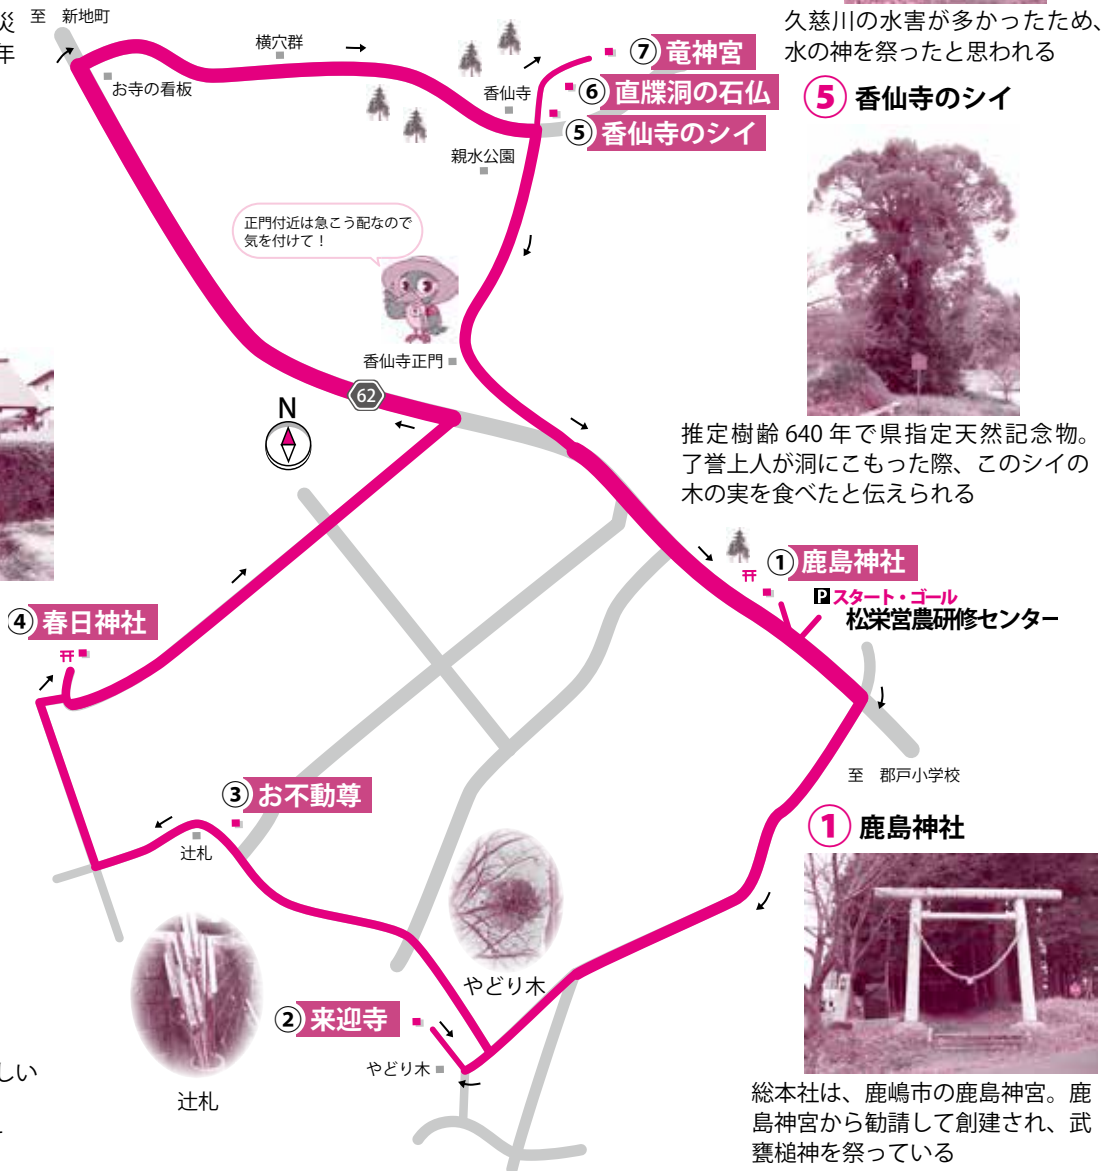 災
年
至　新地町
横穴群
お寺の看板
香仙寺
親水公園
⑦ 竜神宮
⑥ 直牒洞の石仏
⑤ 香仙寺のシイ
久慈川の水害が多かったため、
水の神を祭ったと思われる
⑤ 香仙寺のシイ
正門付近は急こう配なので
気を付けて！
香仙寺正門
62
N
推定樹齢 640 年で県指定天然記念物。
了誉上人が洞にこもった際、このシイの
木の実を食べたと伝えられる
① 鹿島神社
P スタート・ゴール
松栄営農研修センター
④ 春日神社
至　郡戸小学校
③ お不動尊
辻札
① 鹿島神社
やどり木
② 来迎寺
やどり木
辻札
しい
総本社は、鹿嶋市の鹿島神宮。鹿
島神宮から勧請して創建され、武
甕槌神を祭っている